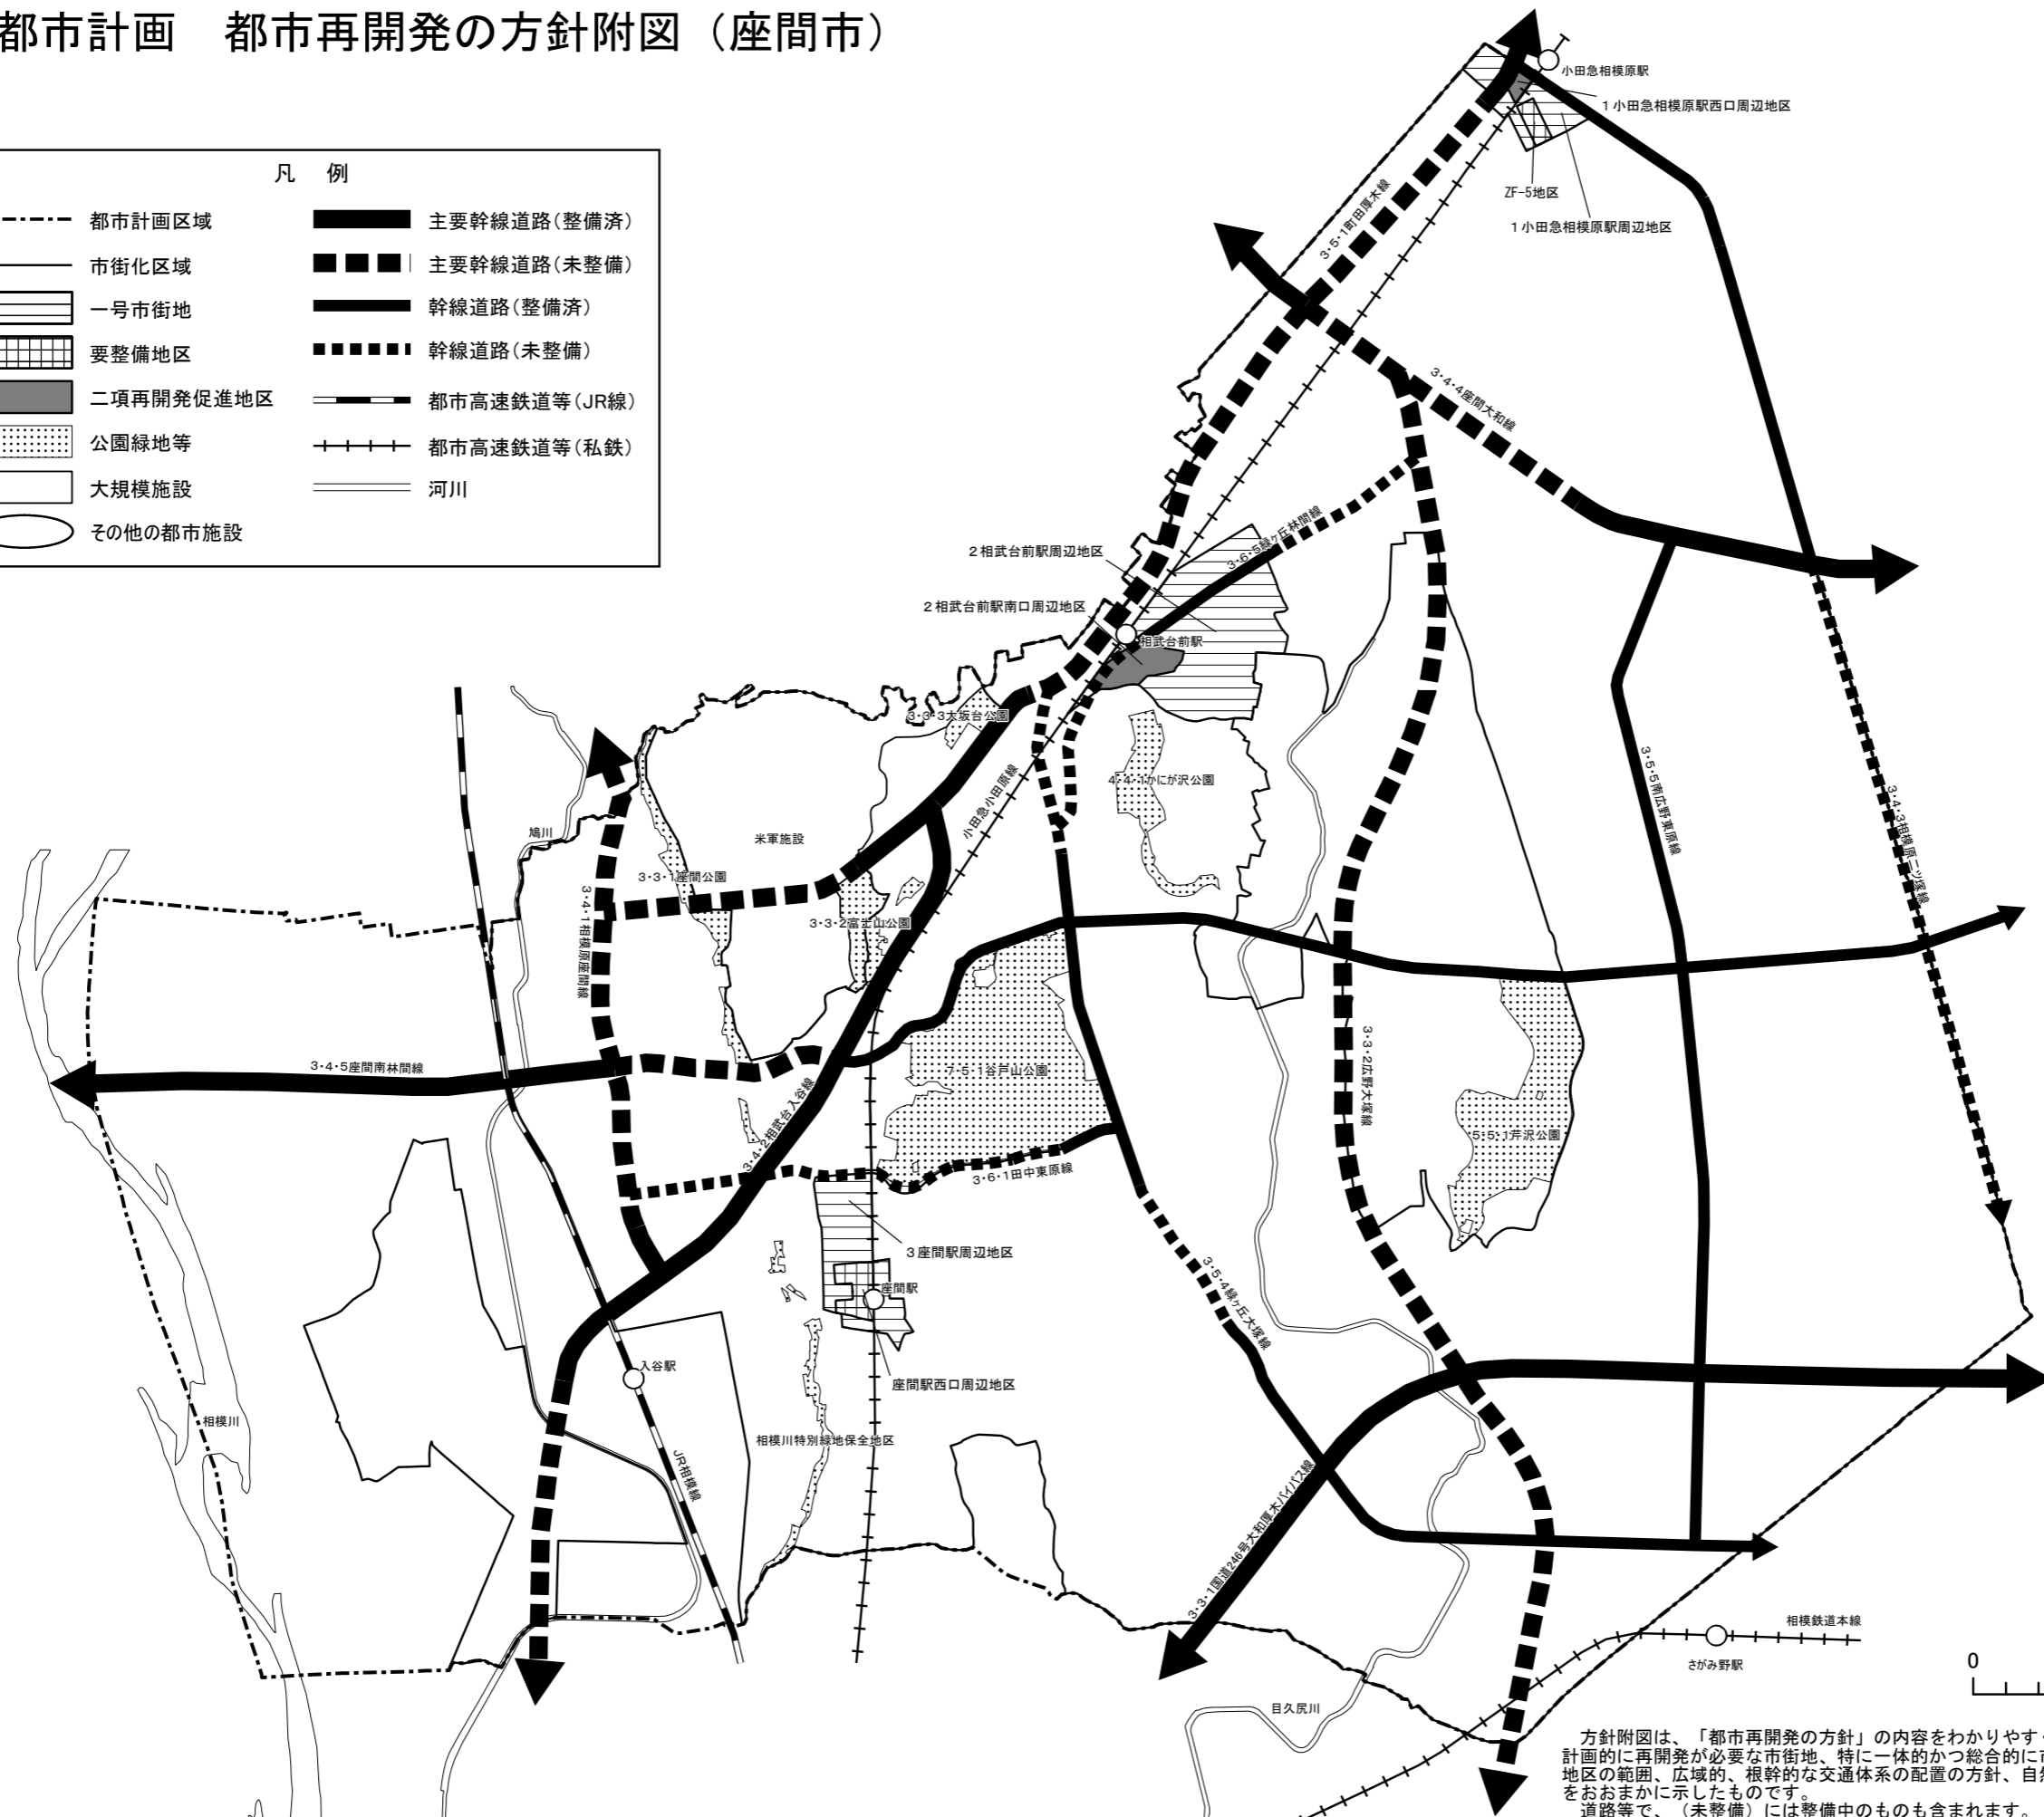 都市計画　都市再開発の方針附図（座間市）
凡　例
都市計画区域
市街化区域
一号市街地
要整備地区
二項再開発促進地区
公園緑地等
大規模施設
その他の都市施設
主要幹線道路（整備済）
主要幹線道路（未整備）
幹線道路（整備済）
幹線道路（未整備）
都市高速鉄道等（JR線）
都市高速鉄道等（私鉄）
河川
小田急相模原駅
1小田急相模原駅西口周辺地区
ZF-5地区
1小田急相模原駅周辺地区
3・5・1町田厚木線
3・4・4座間大和線
3・6・5緑ヶ丘林間線
2相武台前駅周辺地区
2相武台前駅南口周辺地区
相武台前駅
3・3・3大坂台公園
小田急小田原線
4・4・1かにが沢公園
3・5・5南広野東原線
3・4・3相模原二ツ塚線
鳩川
米軍施設
3・3・1座間公園
3・3・2富士山公園
3・4・1相模原座間線
3・4・5座間南林間線
7・5・1谷戸山公園
3・3・2広野大塚線
5・5・1芹沢公園
3・4・2相武台入谷線
3・6・1田中東原線
3座間駅周辺地区
座間駅
3・5・4緑ヶ丘大塚線
入谷駅
座間駅西口周辺地区
相模川
相模川特別緑地保全地区
JR相模線
3・3・1国道246号大和厚木バイパス線
相模鉄道本線
さがみ野駅
目久尻川
0
方針附図は、「都市再開発の方針」の内容をわかりやす
計画的に再開発が必要な市街地、特に一体的かつ総合的に
地区の範囲、広域的、根幹的な交通体系の配置の方針、自
をおおまかに示したものです。
道路等で、（未整備）には整備中のものも含まれます。